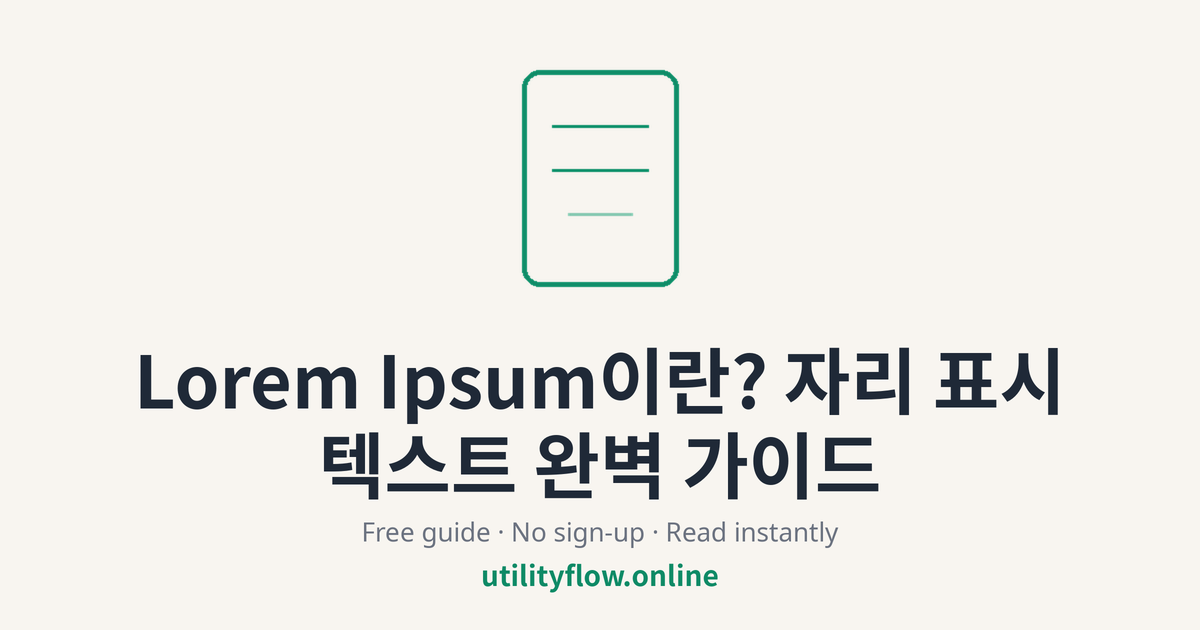 Lorem Ipsum이란? 자리 표시
텍스트 완벽 가이드
Free guide · No sign-up · Read instantly
utilityflow.online